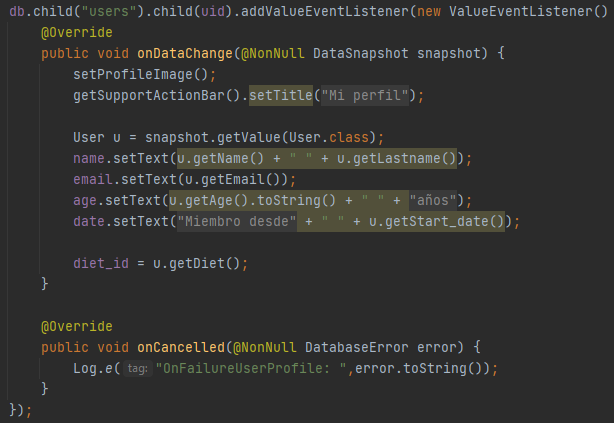 db.child("users").child(uid).addValueEventListener(new ValueEventListener()
@Override
public void onDataChange(@NonNull DataSnapshot snapshot) {
setProfileImage();
getSupportActionBar().setTitle("Mi perfil");
User u = snapshot.getValue(User.class);
name.setText(u.getName() + " " + u.getLastname());
email.setText(u.getEmail());
age.setText(u.getAge().toString() + " " + "años");
date.setText("Miembro desde" + " " + u.getStart_date());
diet_id = u.getDiet();
}
@Override
public void onCancelled(@NonNull DatabaseError error) {
Log.e( tag: "OnFailureUserProfile: ",error.toString());
}
});